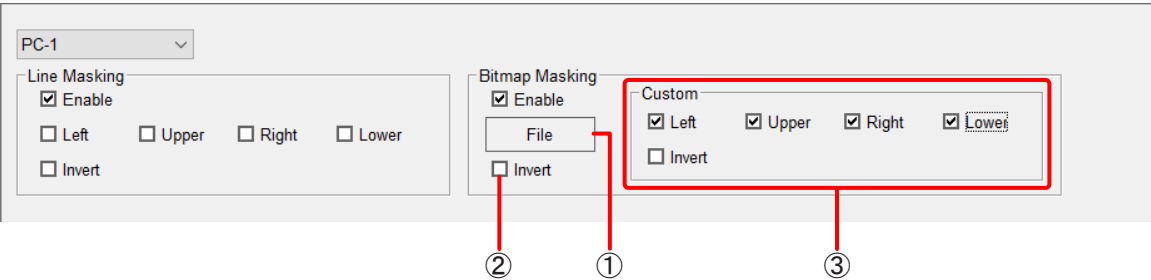 PC-1
Line Masking
Enable
Left Upper Right Lower
Invert
Bitmap Masking
Enable
File
Invert
Custom
Left Upper Right Lower
Invert
② ① ③